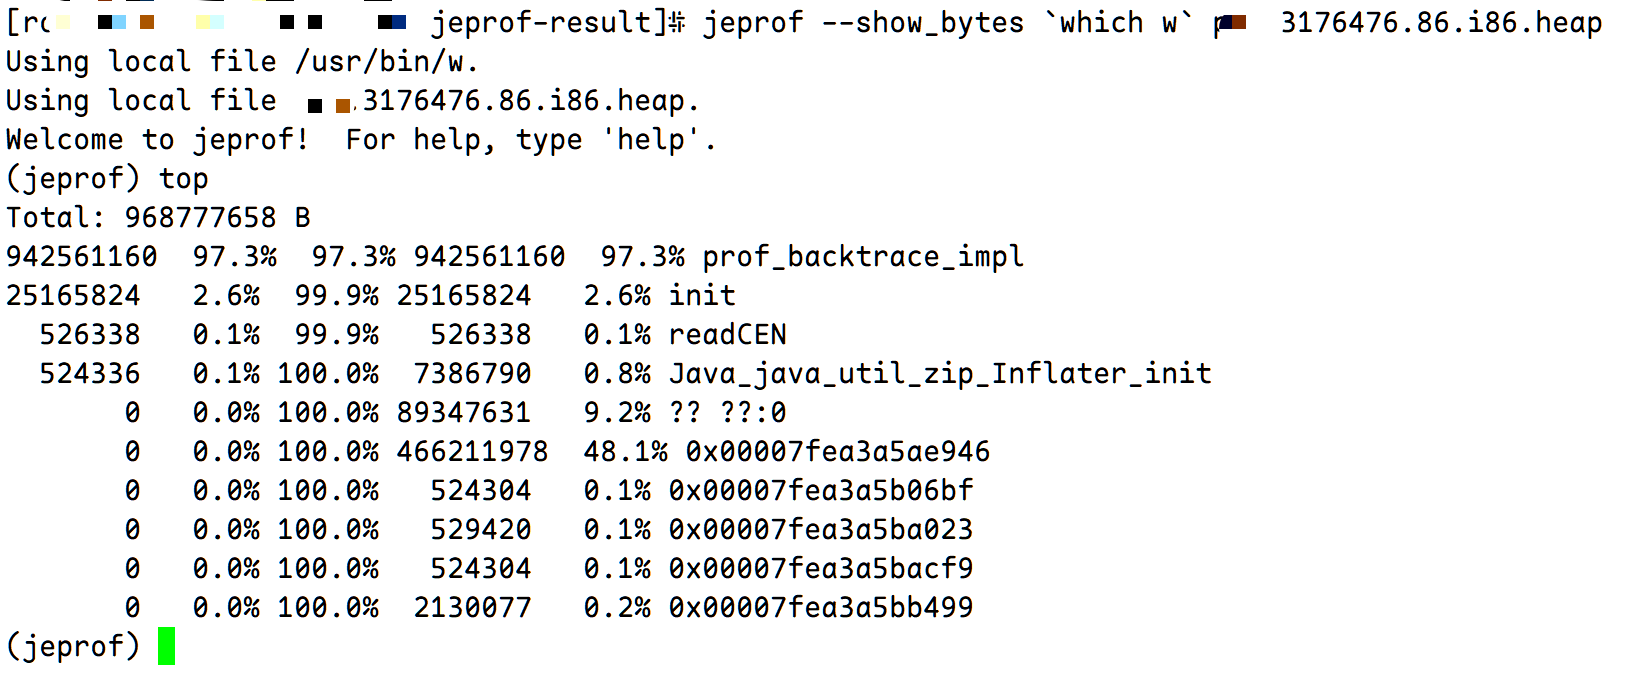 [r jeprof-result]# jeprof --show_bytes `which w` 3176476.86.i86.heap
Using local file /usr/bin/w.
Using local file 3176476.86.i86.heap.
Welcome to jeprof!  For help, type 'help'.
(jeprof) top
Total: 968777658 B
942561160  97.3%  97.3% 942561160  97.3% prof_backtrace_impl
25165824   2.6%  99.9% 25165824   2.6% init
526338   0.1%  99.9%   526338   0.1% readCEN
524336   0.1% 100.0%  7386790   0.8% Java_java_util_zip_Inflater_init
0   0.0% 100.0% 89347631   9.2% ?? ??:0
0   0.0% 100.0% 466211978  48.1% 0x00007fea3a5ae946
0   0.0% 100.0%   524304   0.1% 0x00007fea3a5b06bf
0   0.0% 100.0%   529420   0.1% 0x00007fea3a5ba023
0   0.0% 100.0%   524304   0.1% 0x00007fea3a5bacf9
0   0.0% 100.0%  2130077   0.2% 0x00007fea3a5bb499
(jeprof)